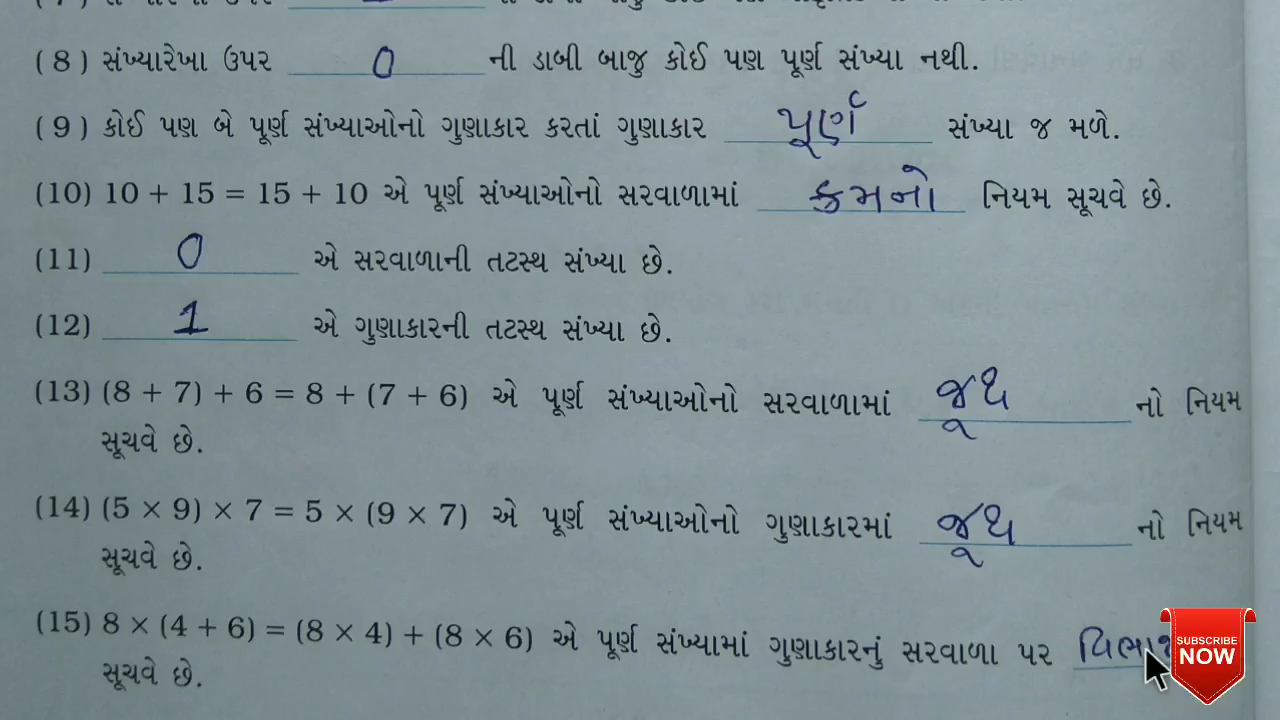 (8) સંખ્યારેખા ઉપર 0 ની ડાબી બાજુ કોઈ પણ પૂર્ણ સંખ્યા નથી.
(9) કોઈ પણ બે પૂર્ણ સંખ્યાઓનો ગુણાકાર કરતાં ગુણાકાર પૂર્ણ સંખ્યા જ મળે.
(10) 10 + 15 = 15 + 10 એ પૂર્ણ સંખ્યાઓનો સરવાળામાં ક્રમનો નિયમ સૂચવે છે.
(11) 0 એ સરવાળાની તટસ્થ સંખ્યા છે.
(12) 1 એ ગુણાકારની તટસ્થ સંખ્યા છે.
(13) (8 + 7) + 6 = 8 + (7 + 6) એ પૂર્ણ સંખ્યાઓનો સરવાળામાં જૂથ નો નિયમ
સૂચવે છે.
(14) (5 × 9) × 7 = 5 × (9 × 7) એ પૂર્ણ સંખ્યાઓનો ગુણાકારમાં જૂથ નો નિયમ
સૂચવે છે.
(15) 8 × (4 + 6) = (8 × 4) + (8 × 6) એ પૂર્ણ સંખ્યામાં ગુણાકારનું સરવાળા પર
સૂચવે છે.
SUBSCRIBE
NOW